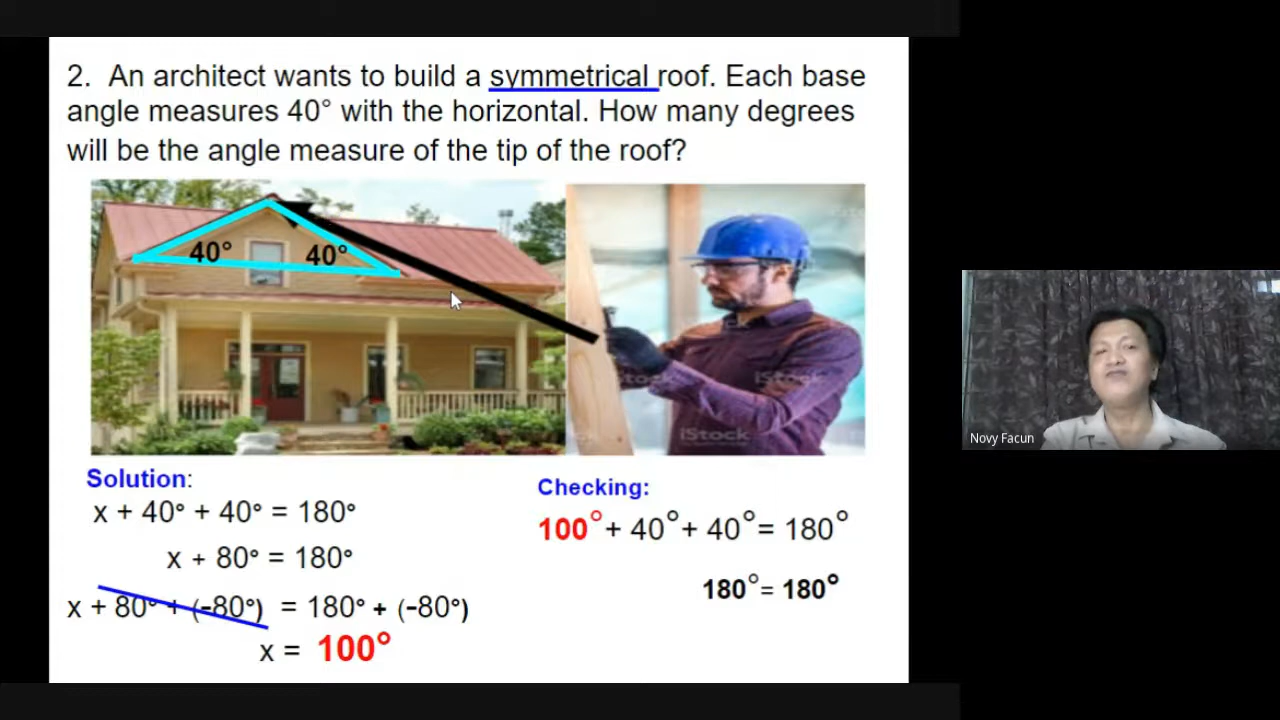 2. An architect wants to build a symmetrical roof. Each base
angle measures 40° with the horizontal. How many degrees
will be the angle measure of the tip of the roof?
40° 40°
iStock
iStock
iStock
Solution:
x + 40° + 40° = 180°
x + 80° = 180°
x + 80° + (-80°) = 180° + (-80°)
x = 100°
Checking:
100° + 40° + 40° = 180°
180° = 180°
Novy Facun